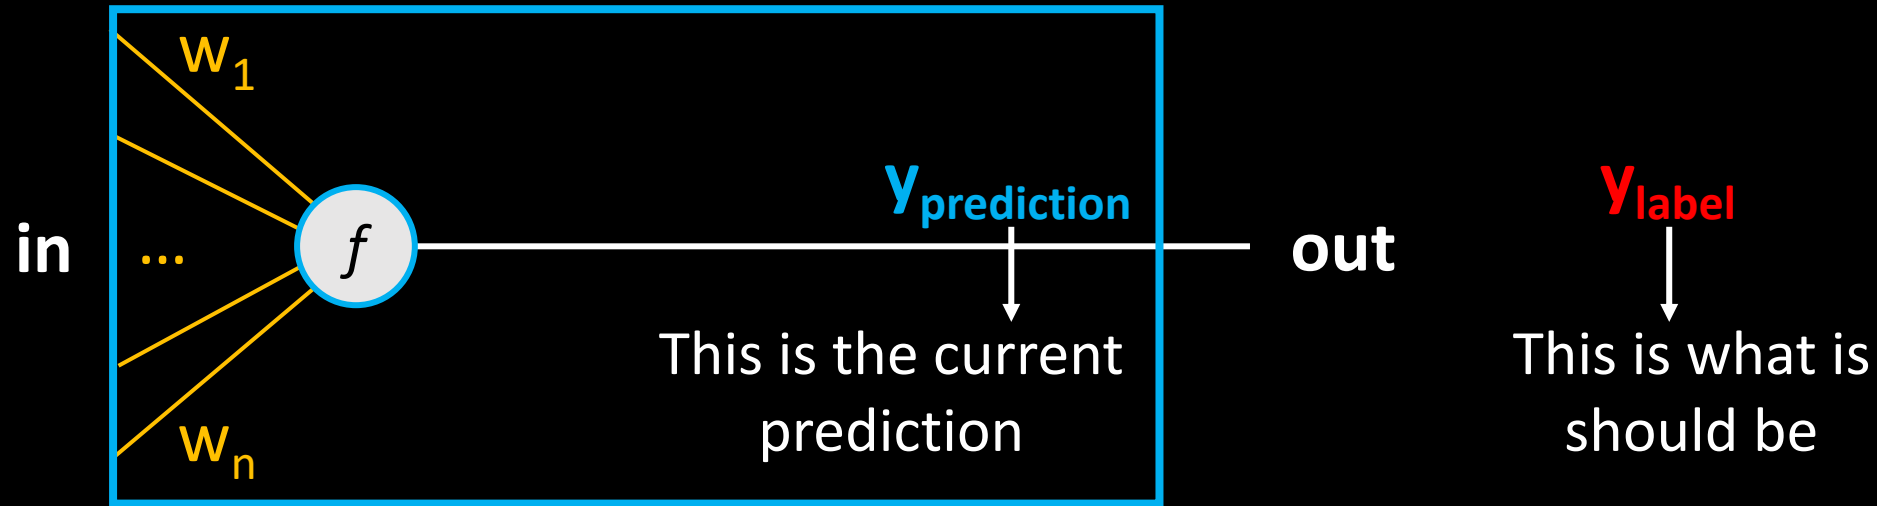 w1
yprediction
ylabel
in
...
f
out
This is the current
prediction
This is what is
should be
wn